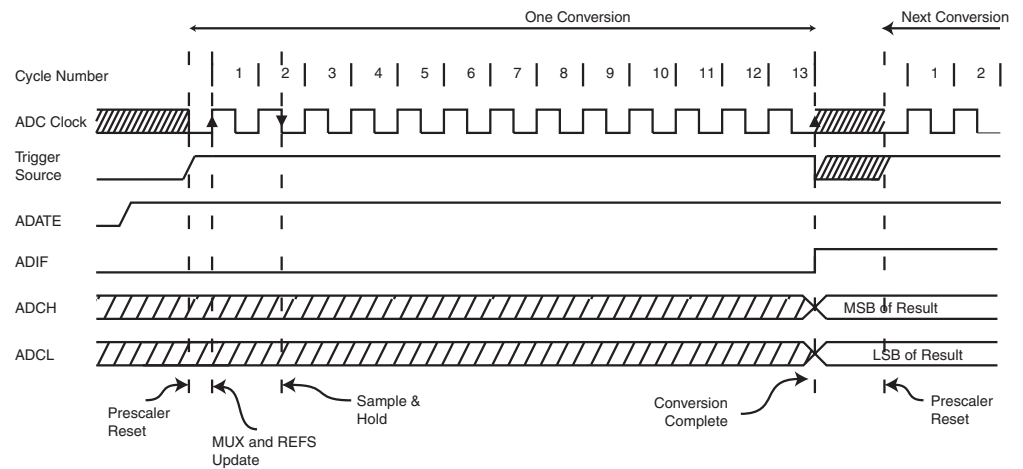 One Conversion
Next Conversion
Cycle Number
1 2 3 4 5 6 7 8 9 10 11 12 13 1 2
ADC Clock
Trigger
Source
ADATE
ADIF
ADCH
MSB of Result
ADCL
LSB of Result
Prescaler
Reset
MUX and REFS
Update
Sample &
Hold
Conversion
Complete
Prescaler
Reset